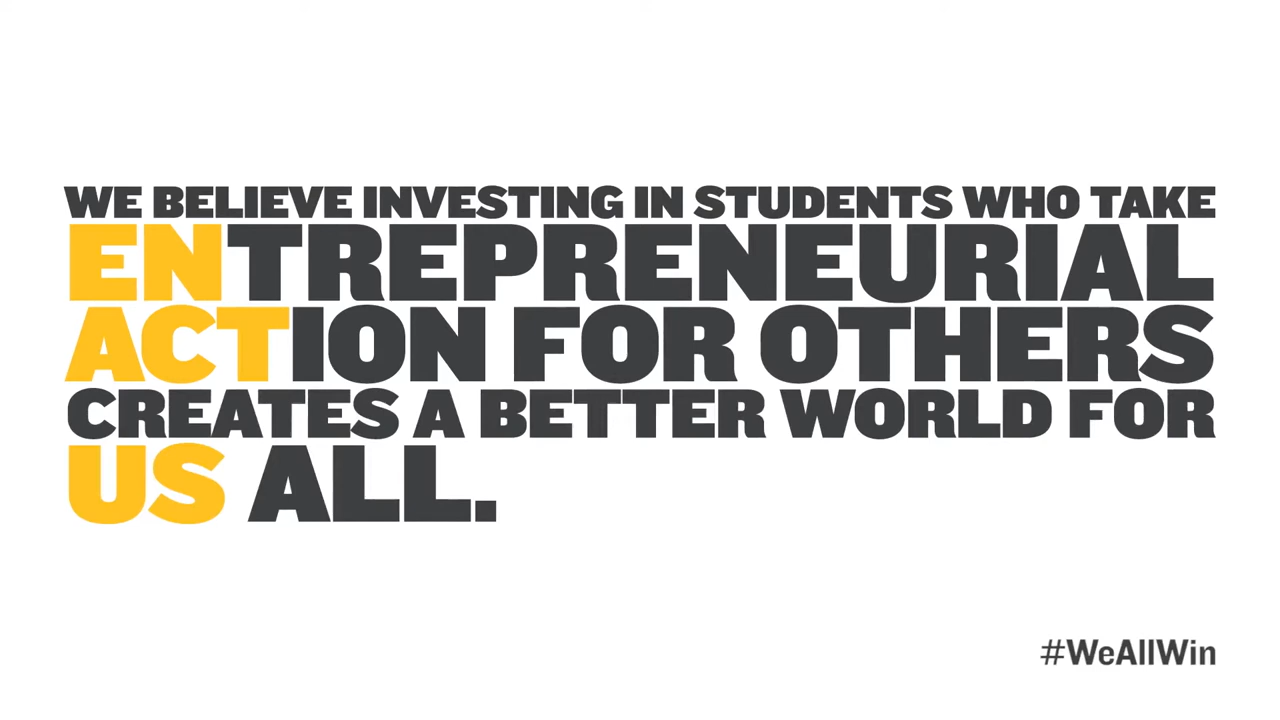 WE BELIEVE INVESTING IN STUDENTS WHO TAKE
ENTREPRENEURIAL
ACTION FOR OTHERS
CREATES A BETTER WORLD FOR
US ALL.
#WeAllWin